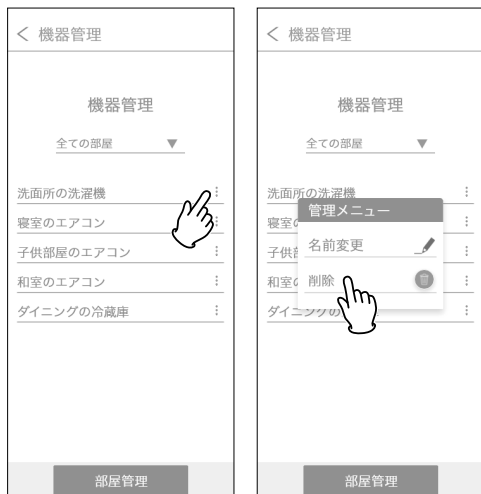 機器管理
機器管理
全ての部屋 ▼
洗面所の洗濯機
寝室のエアコン
子供部屋のエアコン
和室のエアコン
ダイニングの冷蔵庫
部屋管理
機器管理
機器管理
全ての部屋 ▼
洗面所の洗濯機
寝室の
管理メニュー
子供部
名前変更
和室の
削除
ダイニングの
部屋管理